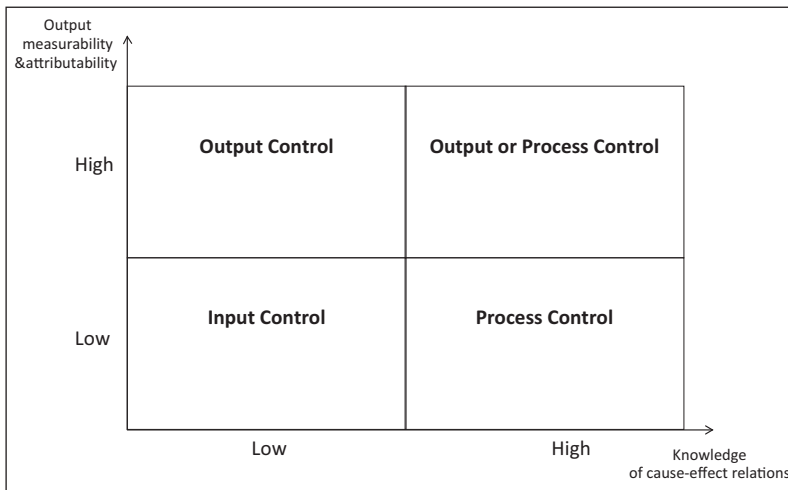 Output
measurability
&attributability
Output Control
Output or Process Control
High
Input Control
Process Control
Low
Low
High
Knowledge
of cause-effect relations